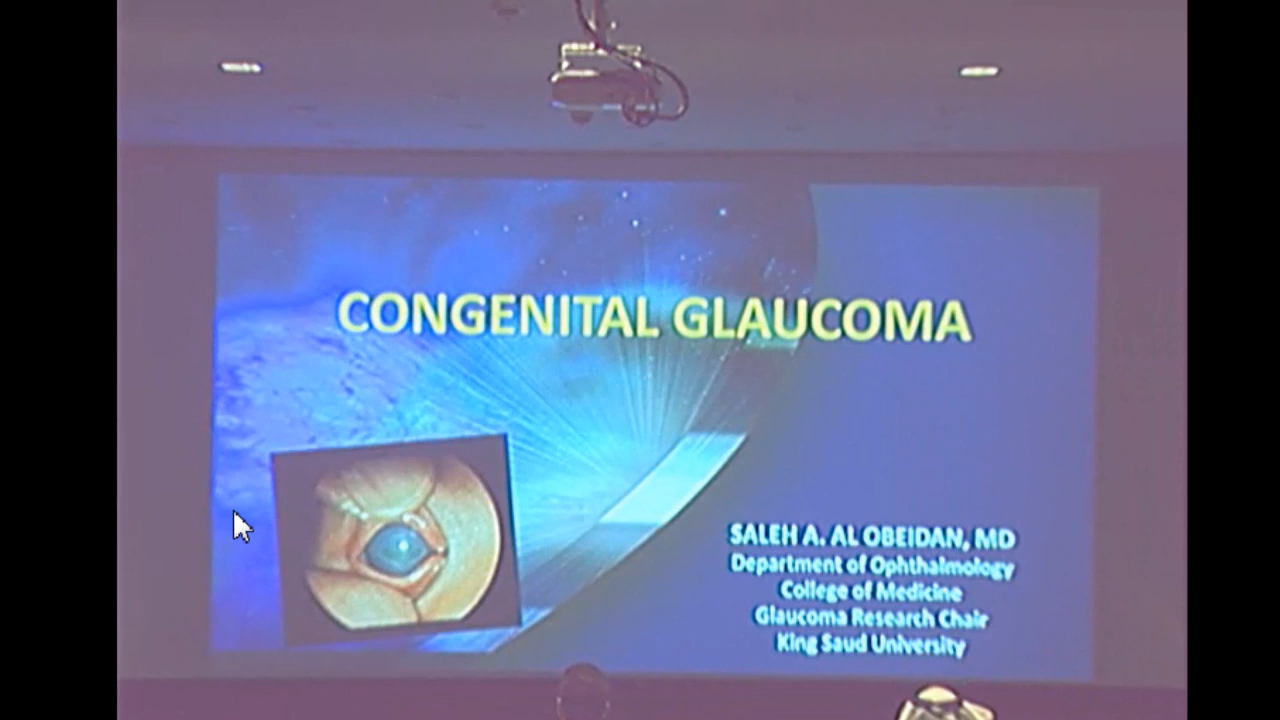 CONGENITAL GLAUCOMA
SALEH A. AL OBEIDAN, MD
Department of Ophthalmology
College of Medicine
Glaucoma Research Chair
King Saud University